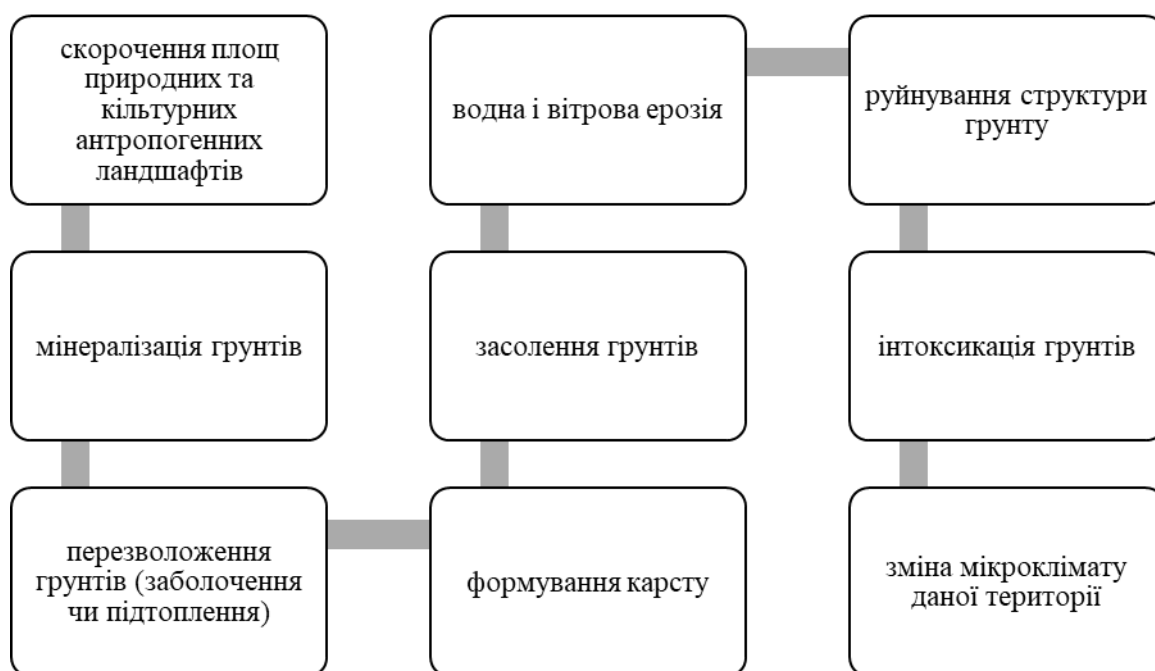 скорочення площ
природних та
кільтурних
антропогенних
ландшафтів
мінералізація грунтів
перезволоження
грунтів (заболочення
чи підтоплення)
формування карсту
засолення грунтів
водна і вітрова ерозія
руйнування структури
грунту
інтоксикація грунтів
зміна мікроклімату
даної території